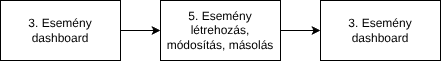 3. Esemény
dashboard
5. Esemény
létrehozás,
módosítás, másolás
3. Esemény
dashboard